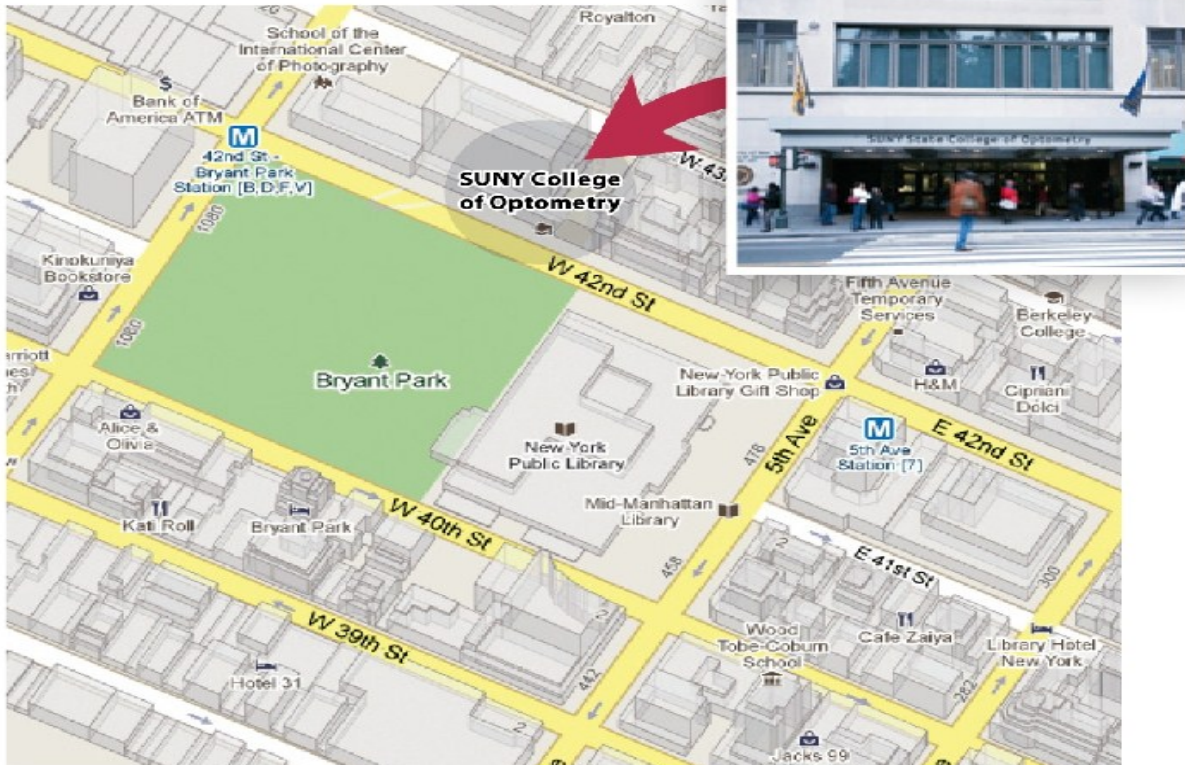 Royalton
School of the
International Center
of Photography
$
Bank of
America ATM
M
42nd St -
Bryant Park
Station [B,D,F,V]
1080
1060
SUNY College
of Optometry
SUNY State College of Optometry
W 42nd St
Kinokuniya
Bookstore
Fifth Avenue
Temporary
Services
Berkeley
College
Bryant Park
New York Public
Library Gift Shop
H&M
Cipriani
Dolci
Alice &
Olivia
New York
Public Library
476
5th Ave
M
5th Ave
Station [7]
E 42nd St
Kati Roll
Bryant Park
W 40th St
Mid-Manhattan
Library
458
2
E 41st St
300
W 39th St
2
Wood
Tobe-Coburn
School
Cafe Zaiya
Library Hotel
New York
Hotel 31
442
282
2
Jacks 99